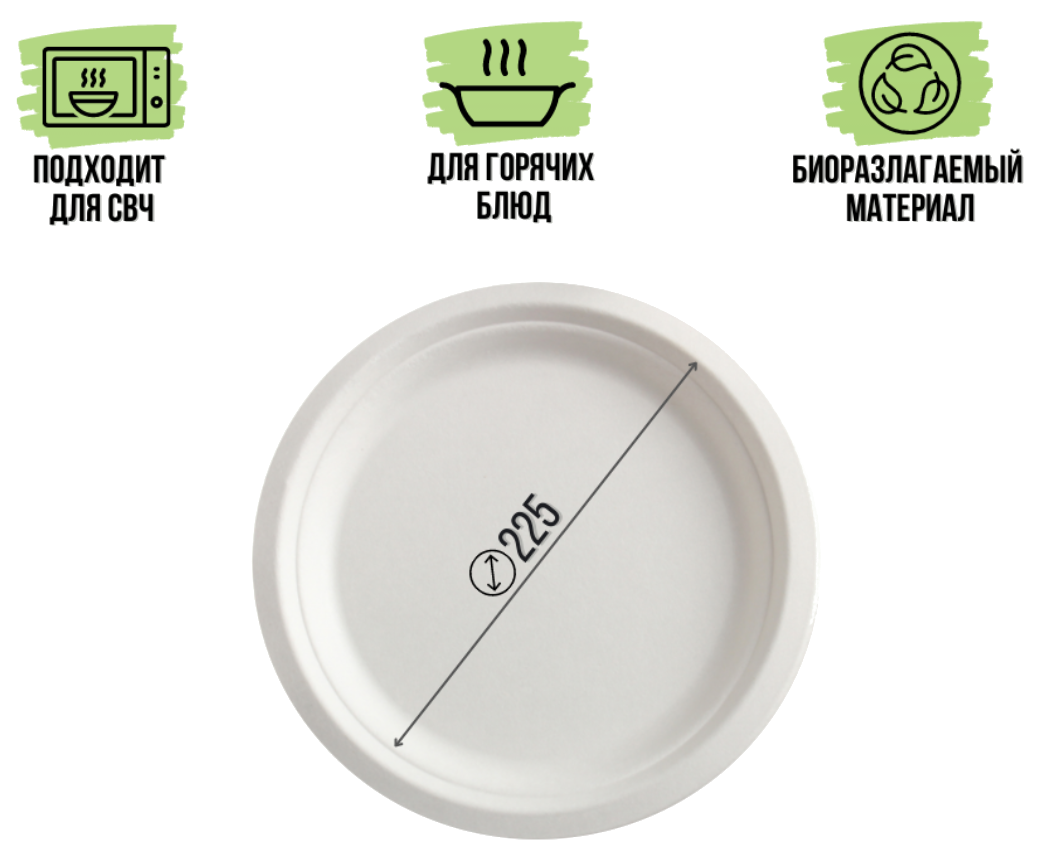 ПОДХОДИТ
ДЛЯ СВЧ
ДЛЯ ГОРЯЧИХ
БЛЮД
БИОРАЗЛАГАЕМЫЙ
МАТЕРИАЛ
225